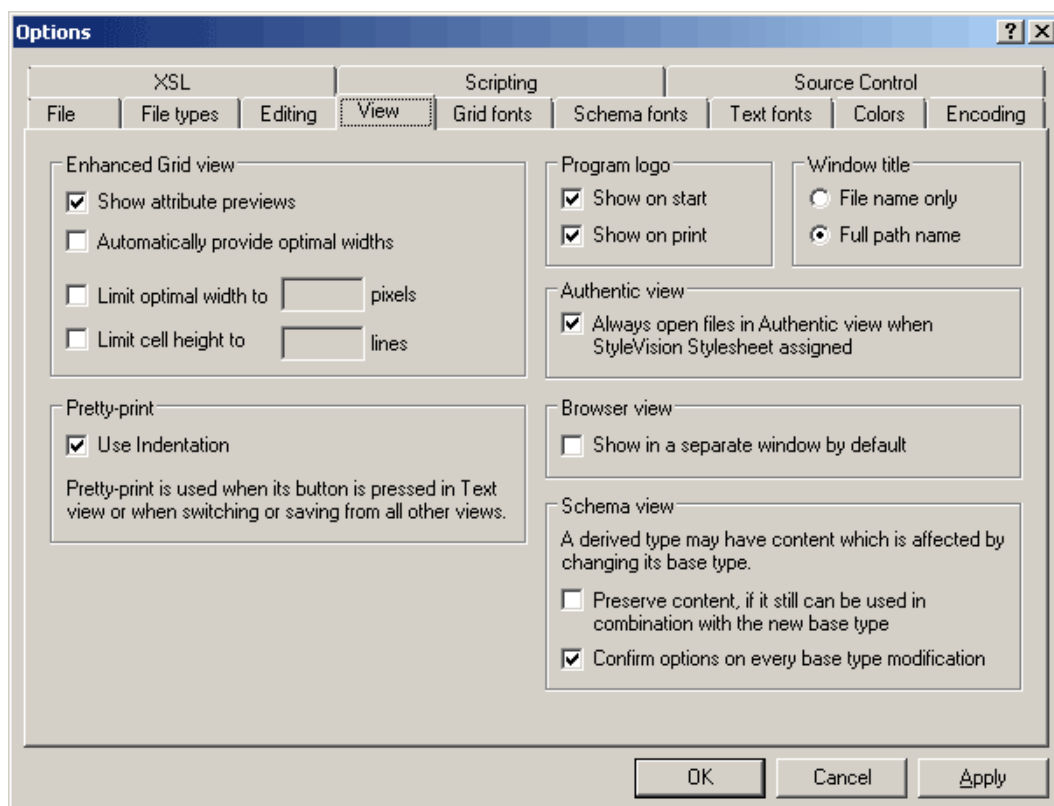 Options
XSL Scripting Source Control
File File types Editing View Grid fonts Schema fonts Text fonts Colors Encoding
Enhanced Grid view
Show attribute previews
Automatically provide optimal widths
Limit optimal width to pixels
Limit cell height to lines
Pretty-print
Use Indentation
Pretty-print is used when its button is pressed in Text
view or when switching or saving from all other views.
Program logo
Show on start
Show on print
Window title
File name only
Full path name
Authentic view
Always open files in Authentic view when
StyleVision Stylesheet assigned
Browser view
Show in a separate window by default
Schema view
A derived type may have content which is affected by
changing its base type.
Preserve content, if it still can be used in
combination with the new base type
Confirm options on every base type modification
OK Cancel Apply